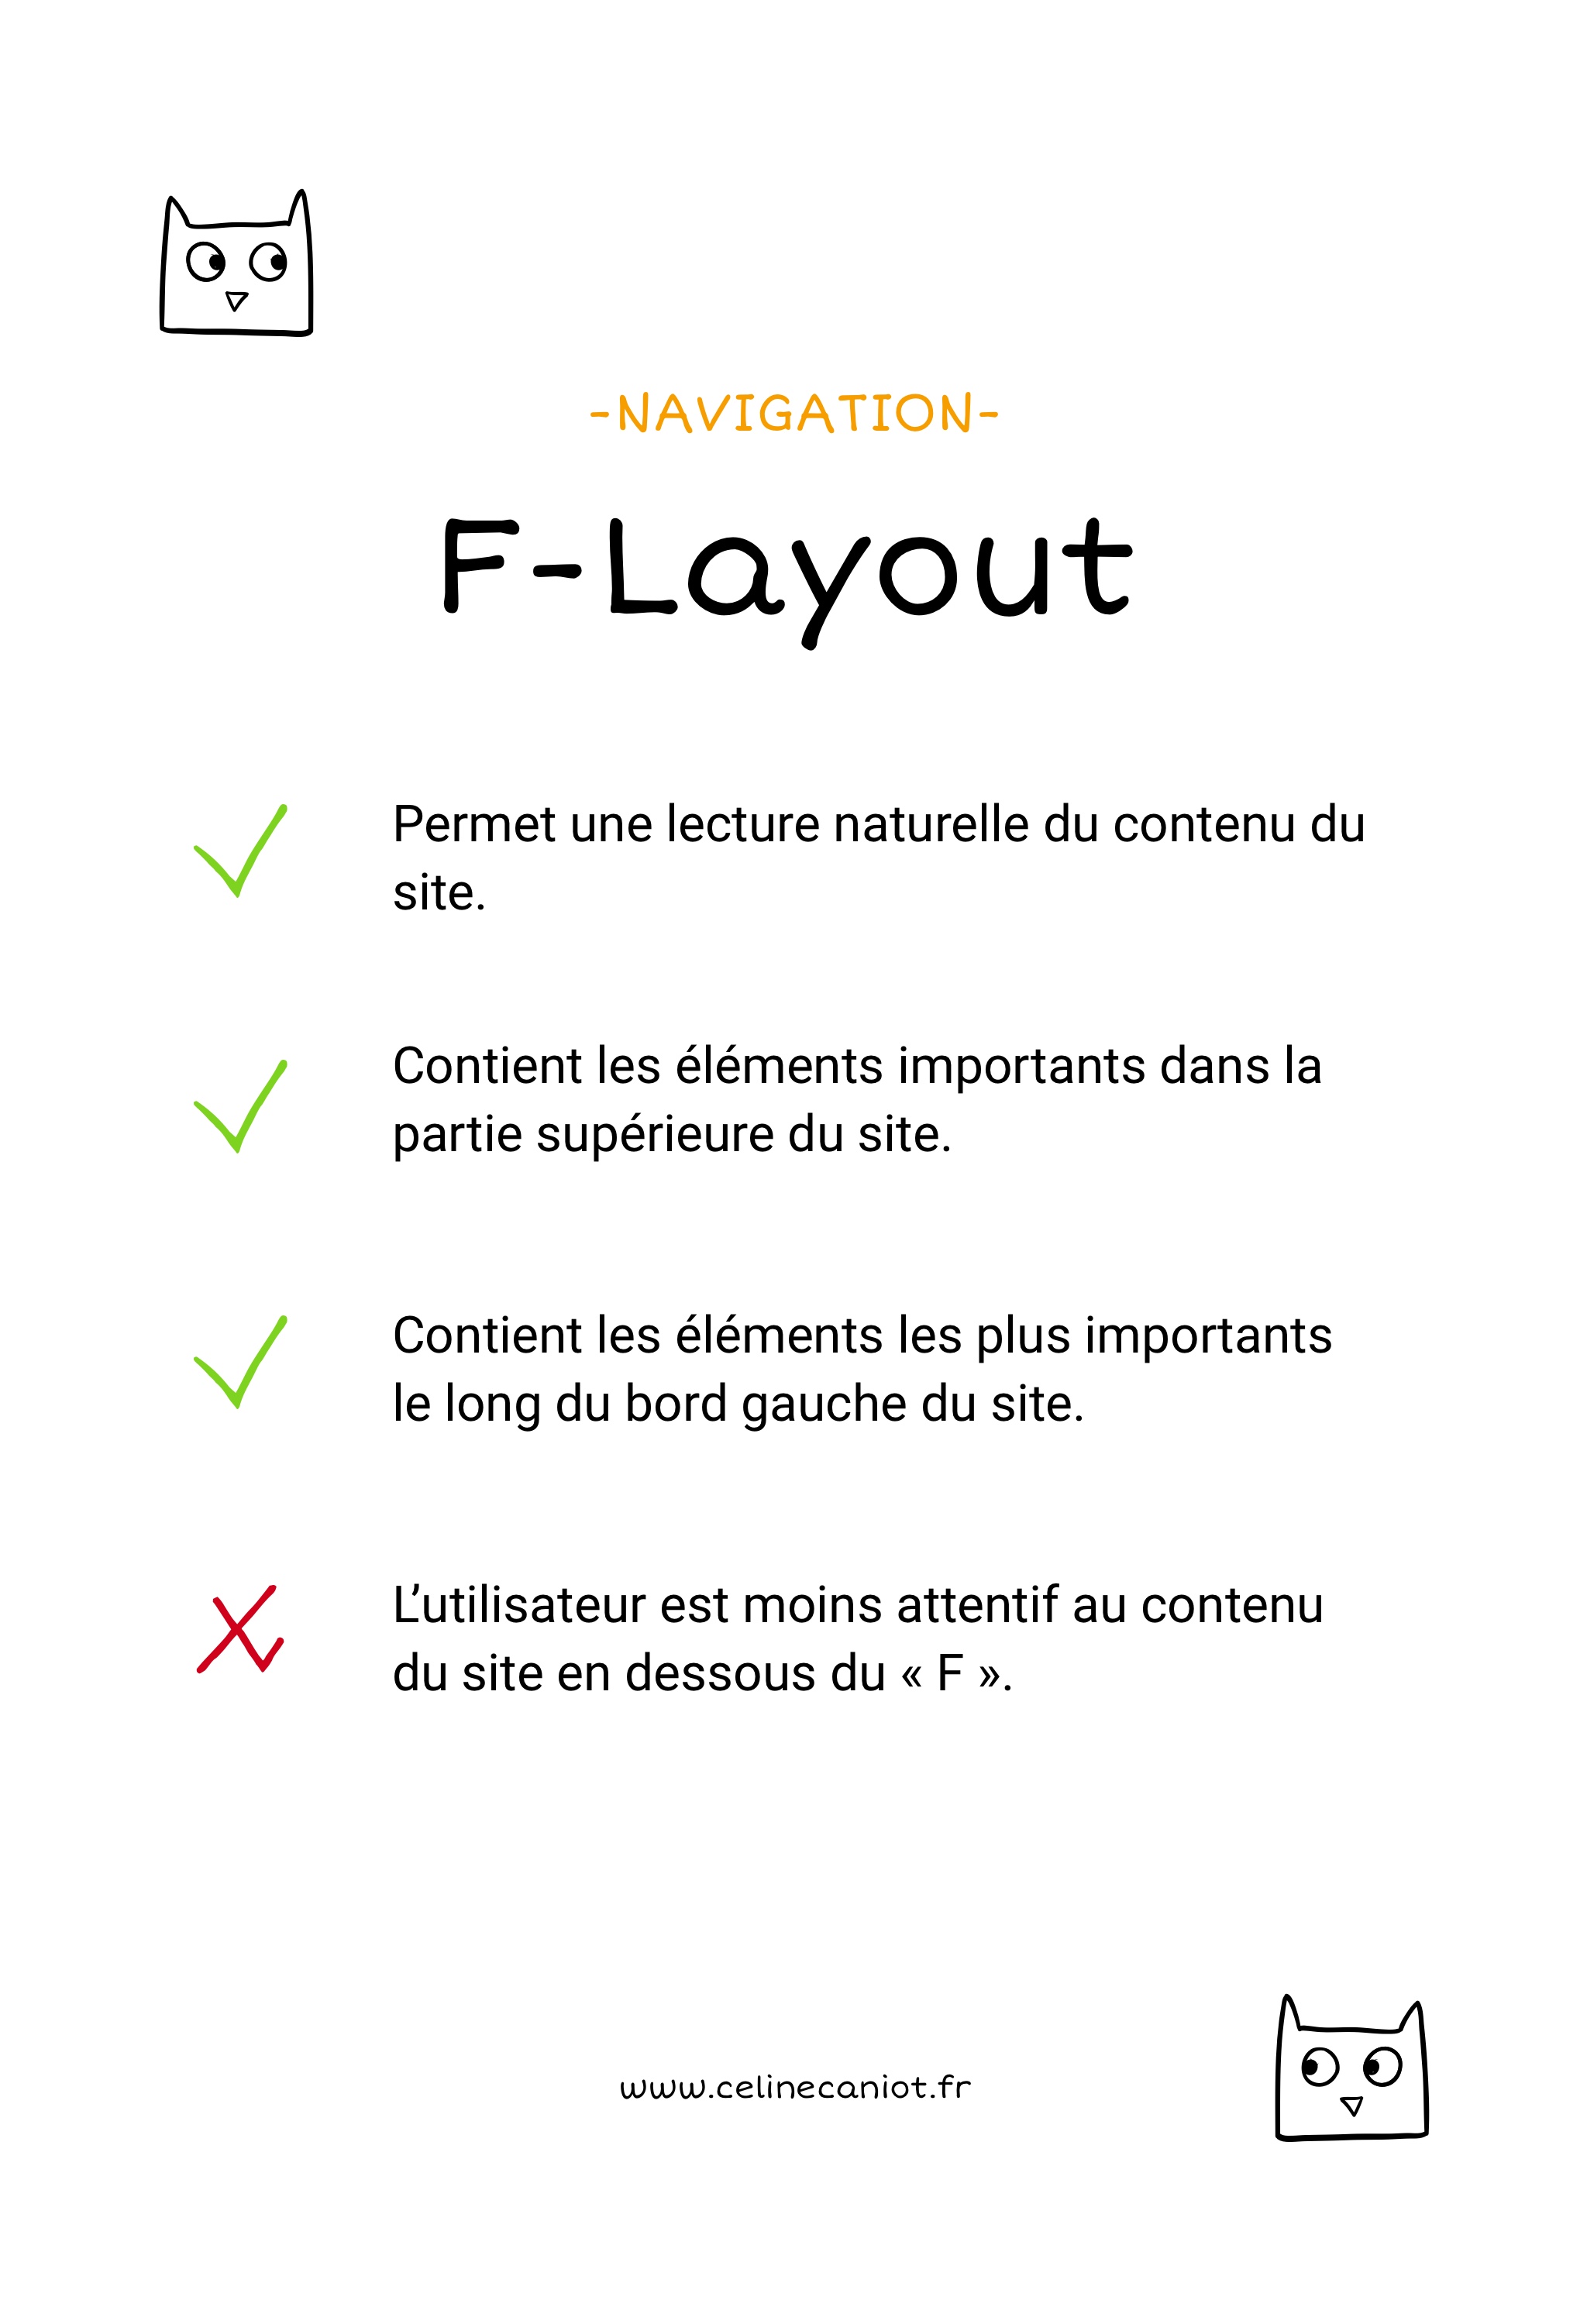 -NAVIGATION-
F-Layout
Permet une lecture naturelle du contenu du
site.
Contient les éléments importants dans la
partie supérieure du site.
Contient les éléments les plus importants
le long du bord gauche du site.
L’utilisateur est moins attentif au contenu
du site en dessous du « F ».
www.celinecaniot.fr